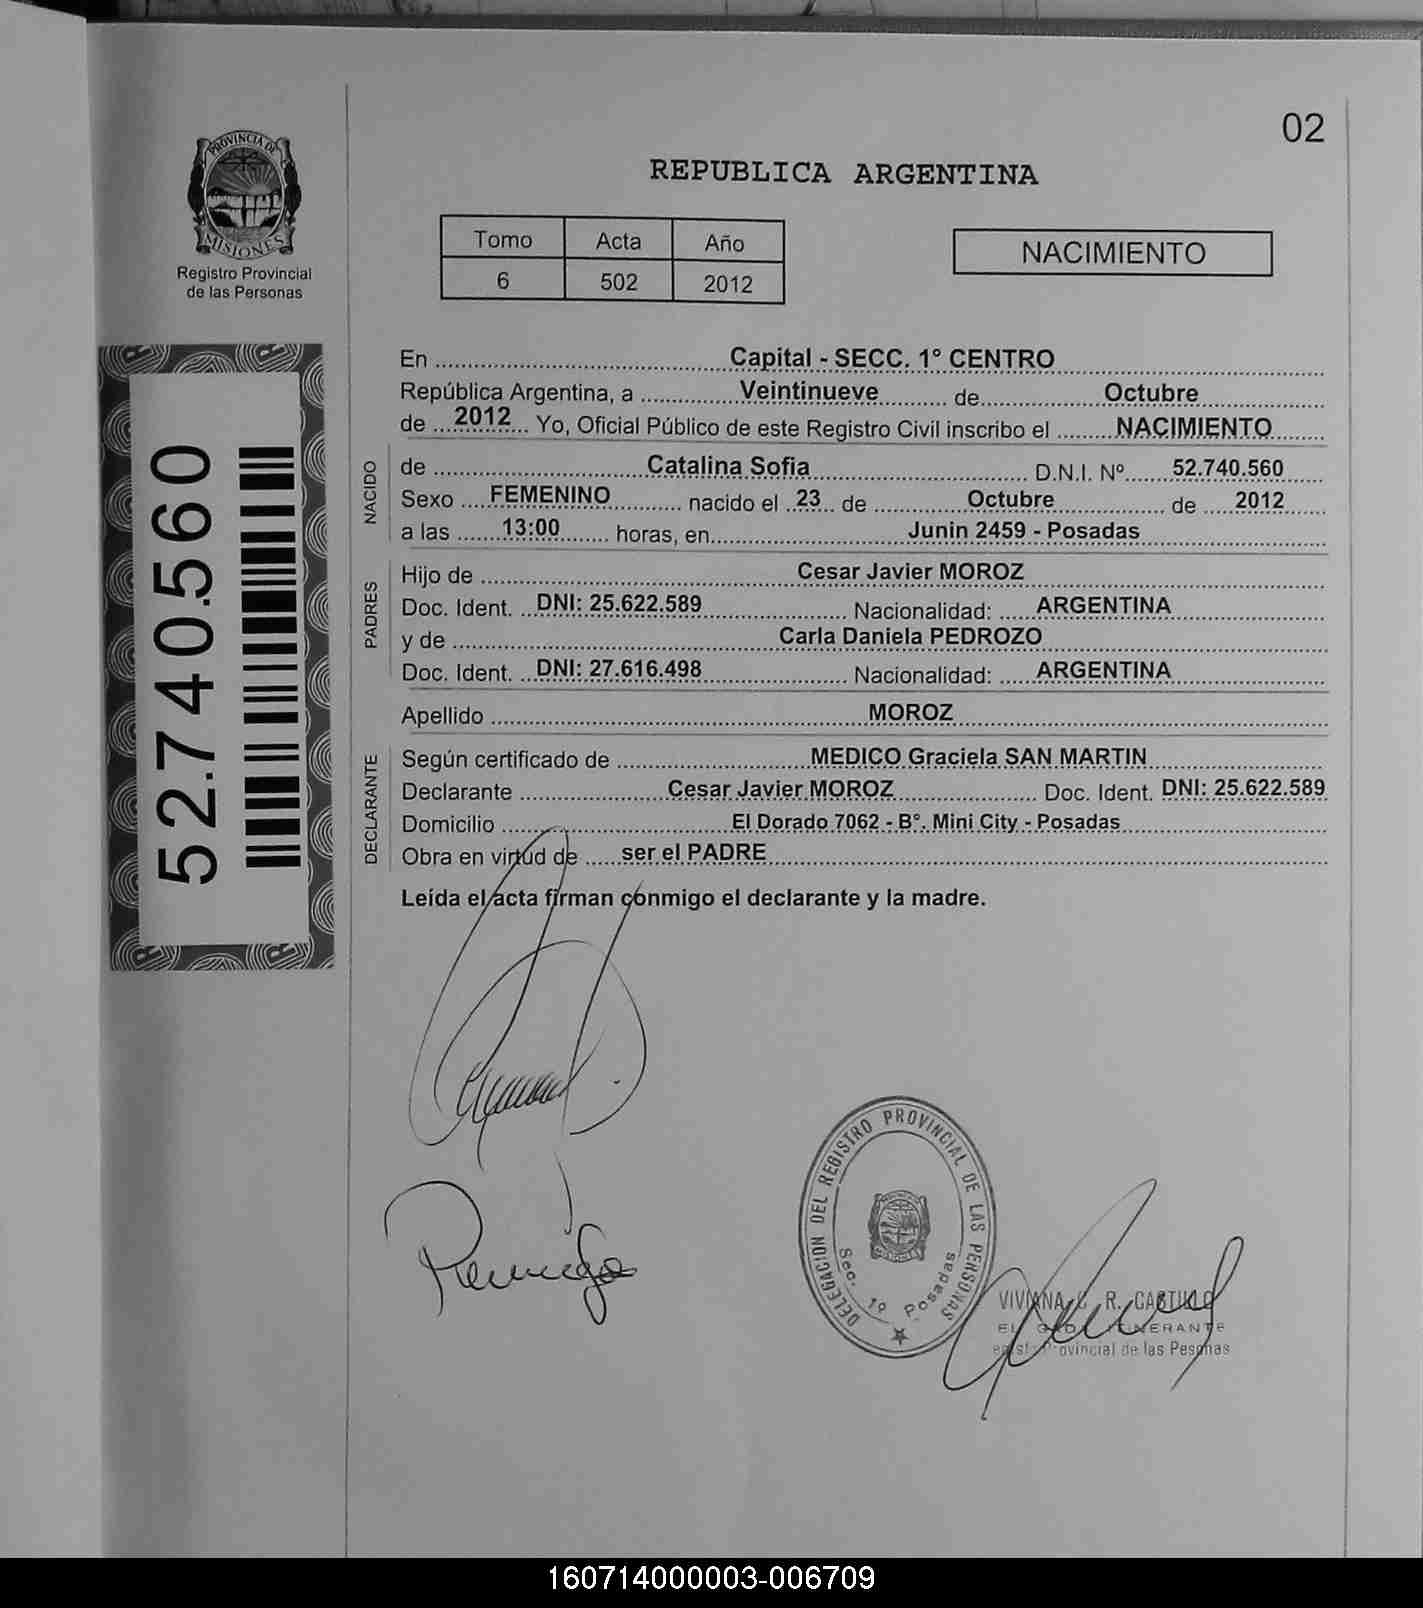 02
PROVINCIA DE
MISIONES
Registro Provincial
de las Personas
REPUBLICA ARGENTINA
Tomo Acta Año
6 502 2012
NACIMIENTO
52.740.560
En Capital - SECC. 1° CENTRO
República Argentina, a Veintinueve de Octubre
de 2012 Yo, Oficial Público de este Registro Civil inscribo el NACIMIENTO
NACIDO
de Catalina Sofia D.N.I. Nº 52.740.560
Sexo FEMENINO nacido el 23 de Octubre de 2012
a las 13:00 horas, en Junin 2459 - Posadas
PADRES
Hijo de Cesar Javier MOROZ
Doc. Ident. DNI: 25.622.589 Nacionalidad: ARGENTINA
y de Carla Daniela PEDROZO
Doc. Ident. DNI: 27.616.498 Nacionalidad: ARGENTINA
Apellido MOROZ
DECLARANTE
Según certificado de MEDICO Graciela SAN MARTIN
Declarante Cesar Javier MOROZ Doc. Ident. DNI: 25.622.589
Domicilio El Dorado 7062 - B°. Mini City - Posadas
Obra en virtud de ser el PADRE
Leída el acta firman conmigo el declarante y la madre.
DELEGACION DEL REGISTRO PROVINCIAL DE LAS PERSONAS
Sec. 1º Posadas
VIVIANA C. R. CASTILLO
de las
160714000003-006709